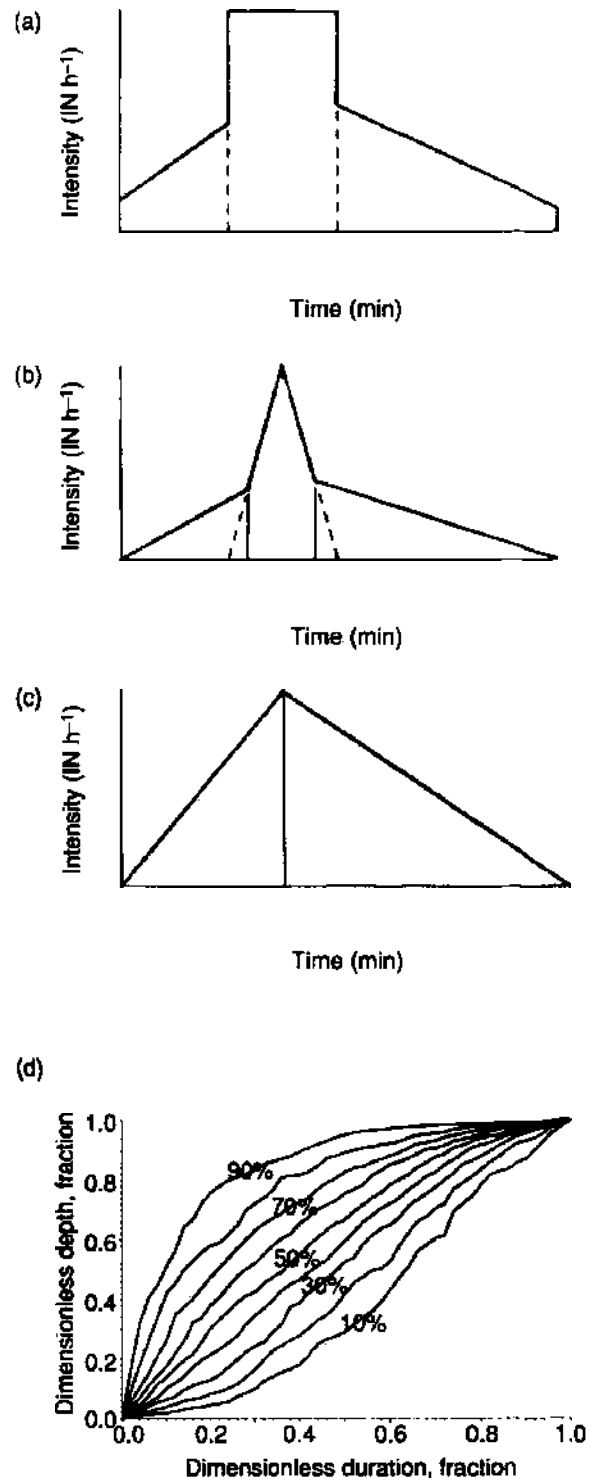 (a)
Intensity (IN h⁻¹)
Time (min)
(b)
Intensity (IN h⁻¹)
Time (min)
(c)
Intensity (IN h⁻¹)
Time (min)
(d)
Dimensionless depth, fraction
1.0
0.8
0.6
0.4
0.2
0.0
90%
70%
50%
30%
10%
0.0 0.2 0.4 0.6 0.8 1.0
Dimensionless duration, fraction